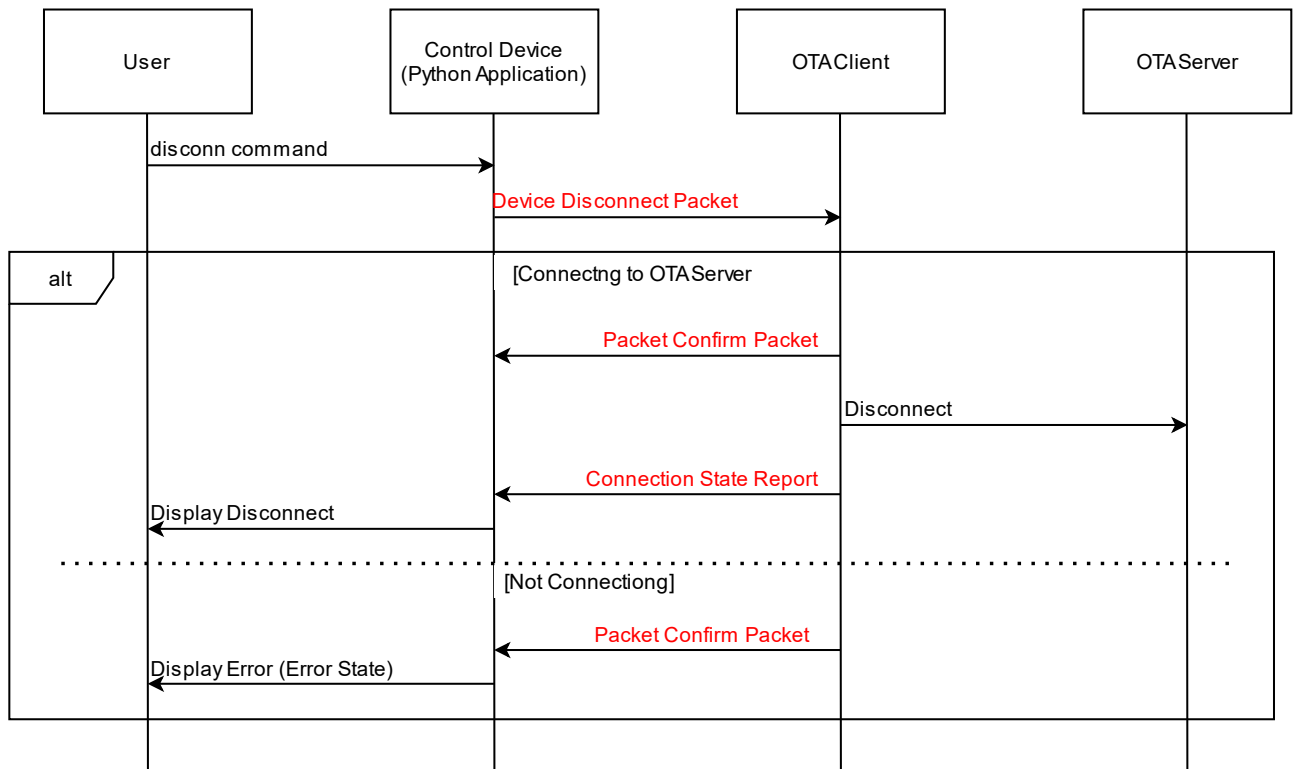 User
Control Device
(Python Application)
OTAClient
OTAServer
disconn command
Device Disconnect Packet
alt
[Connectng to OTAServer
Packet Confirm Packet
Disconnect
Connection State Report
Display Disconnect
[Not Connectiong]
Packet Confirm Packet
Display Error (Error State)